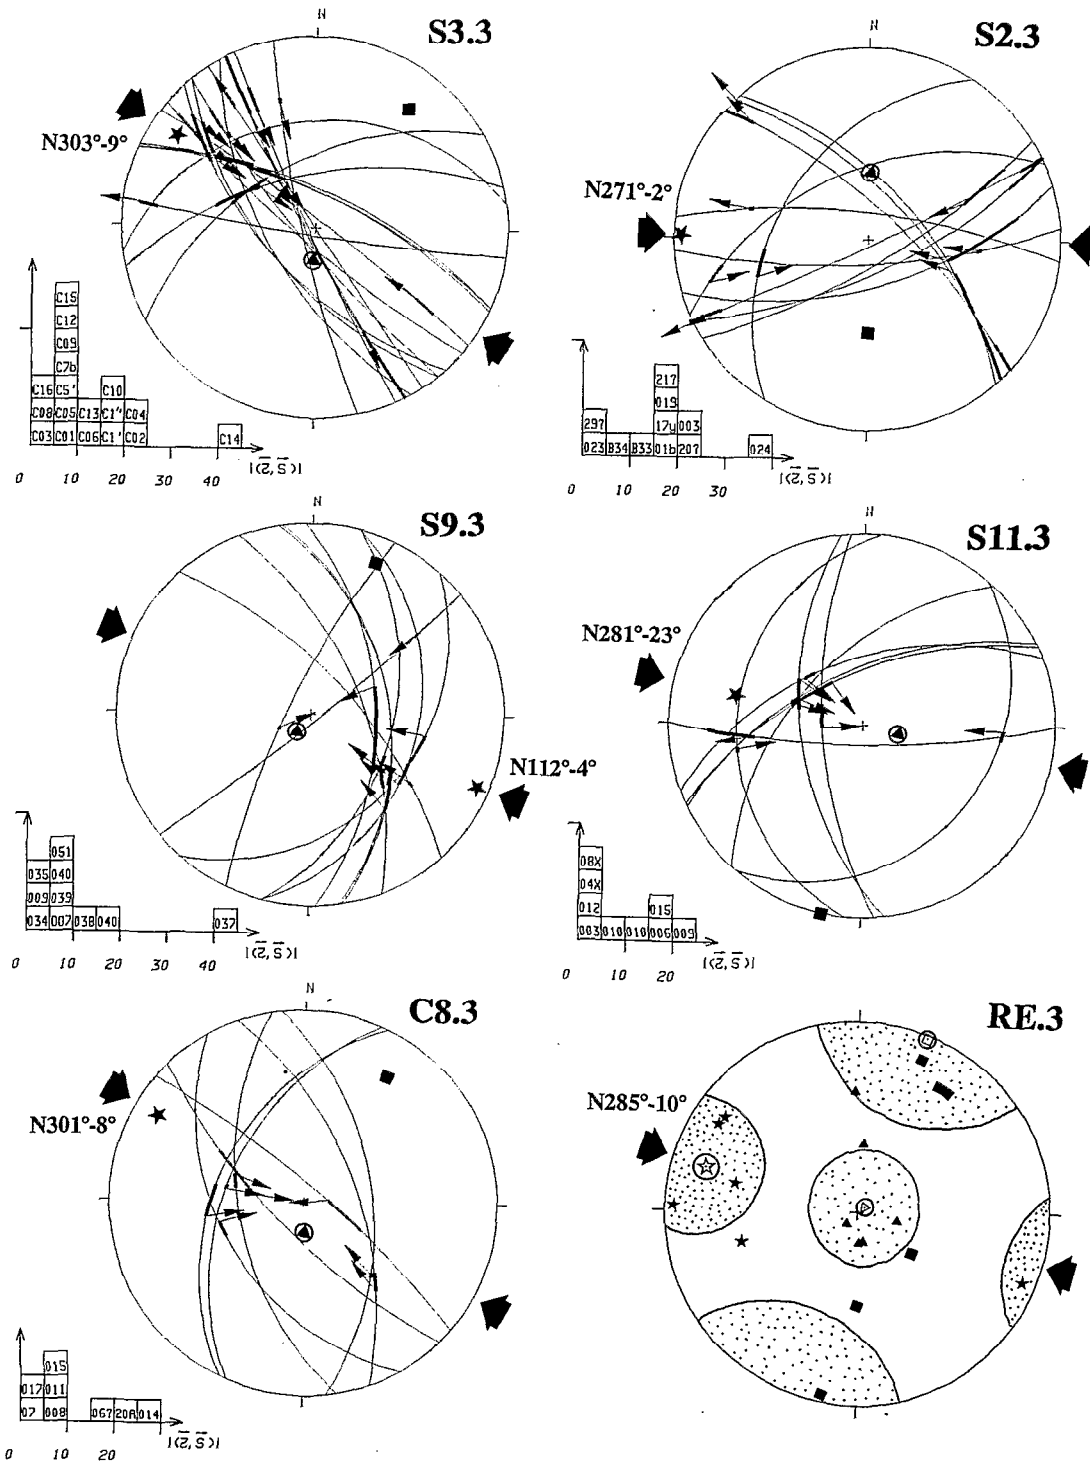 N
S3.3
N303°-9°
C15
C12
C09
C7b
C16 C5' C10
C08 C05 C13 C1" C04
C03 C01 C06 C1' C02 C14
0 10 20 30 40
N
S2.3
N271°-2°
217
019
297 17y 003
023 B34 B33 01b 207 024
0 10 20 30
N
S9.3
N112°-4°
051
035 040
009 039
034 007 038 040 037
0 10 20 30 40
N
S11.3
N281°-23°
08X
04X
012 015
003 010 010 006 009
0 10 20
N
C8.3
N301°-8°
015
017 011
07 008 067 20A 014
0 10 20
RE.3
N285°-10°